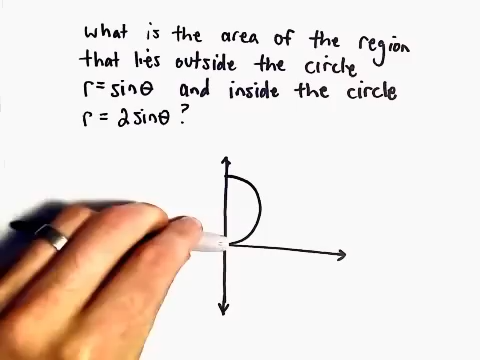 what is the area of the region
that lies outside the circle
r = sinθ and inside the circle
r = 2sinθ ?